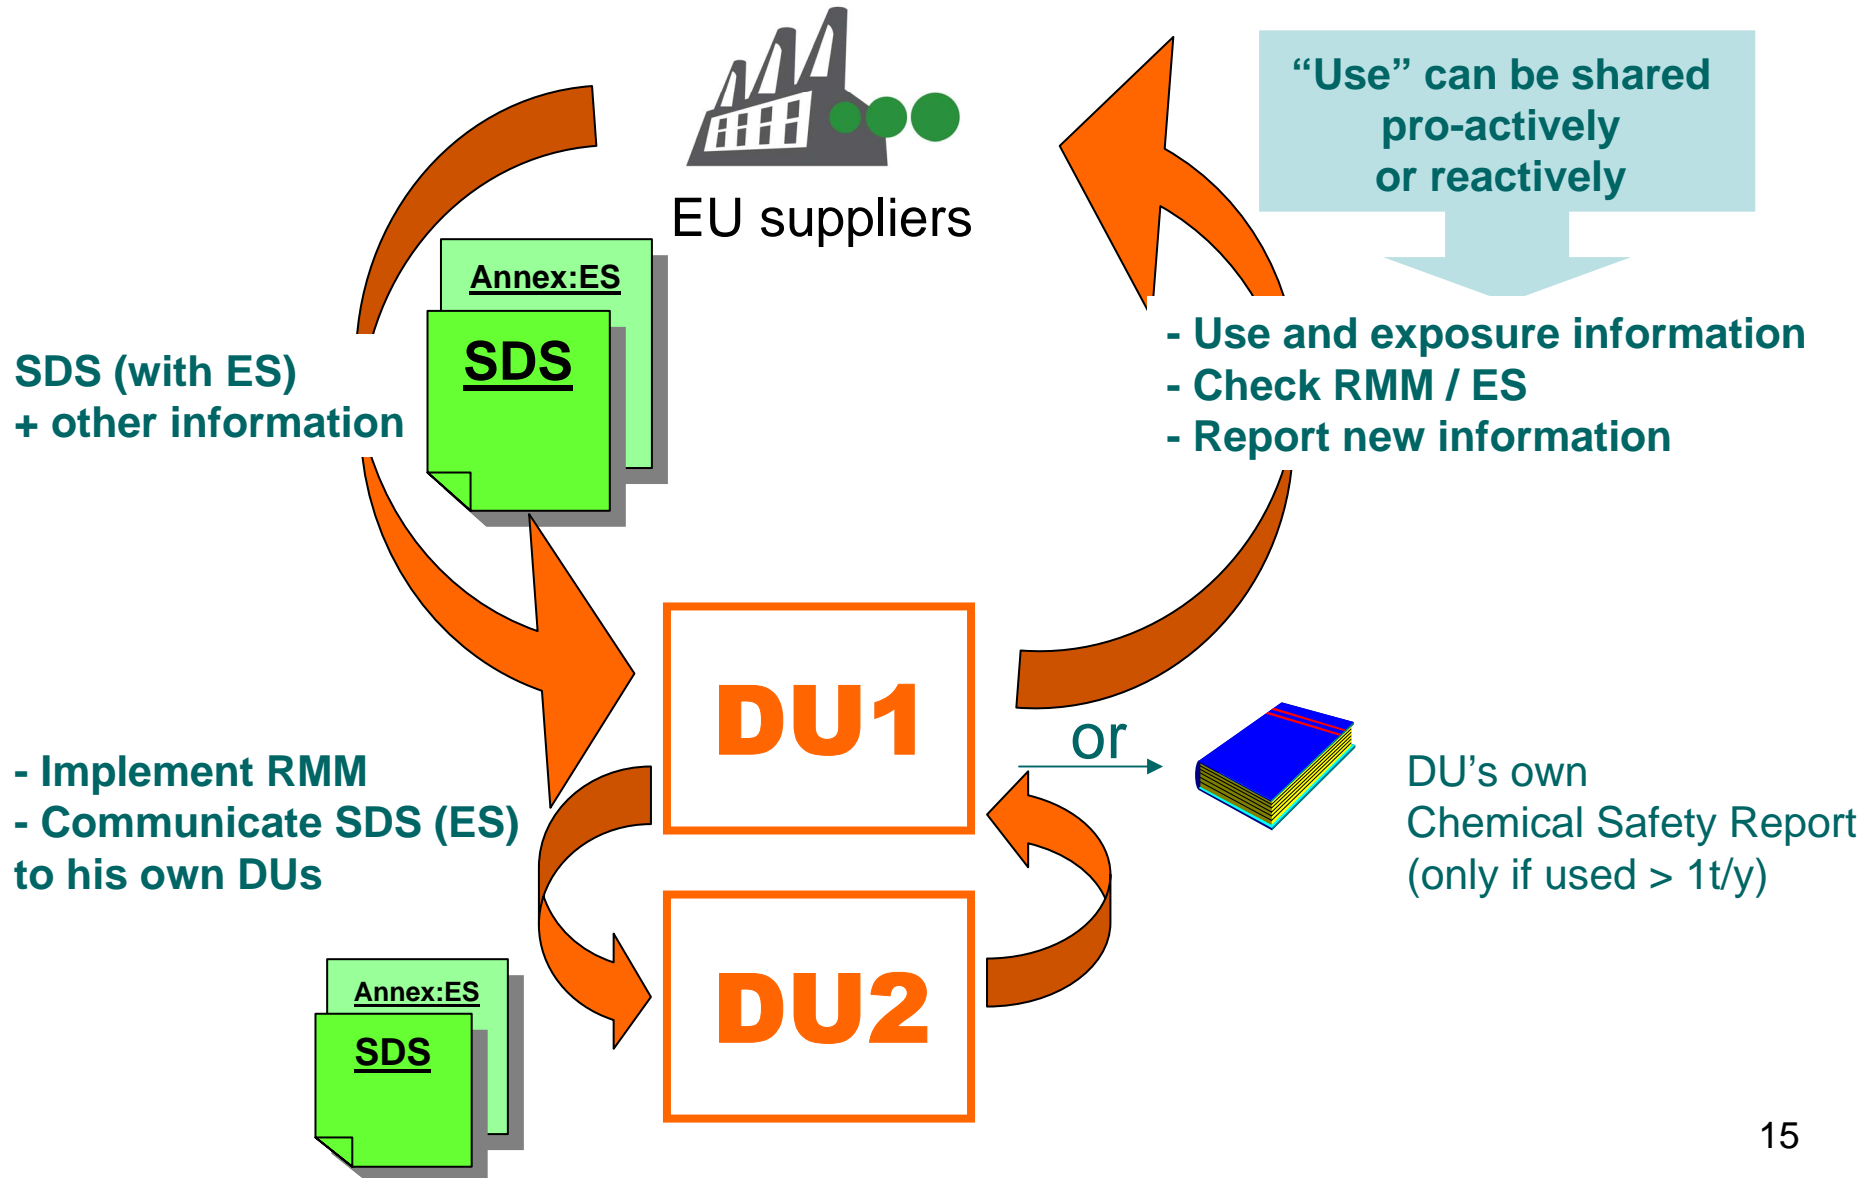 “Use” can be shared
pro-actively
or reactively
EU suppliers
Annex:ES
SDS
SDS (with ES)
+ other information
- Use and exposure information
- Check RMM / ES
- Report new information
DU1
or
DU’s own
Chemical Safety Report
(only if used > 1t/y)
- Implement RMM
- Communicate SDS (ES)
to his own DUs
DU2
Annex:ES
SDS
15